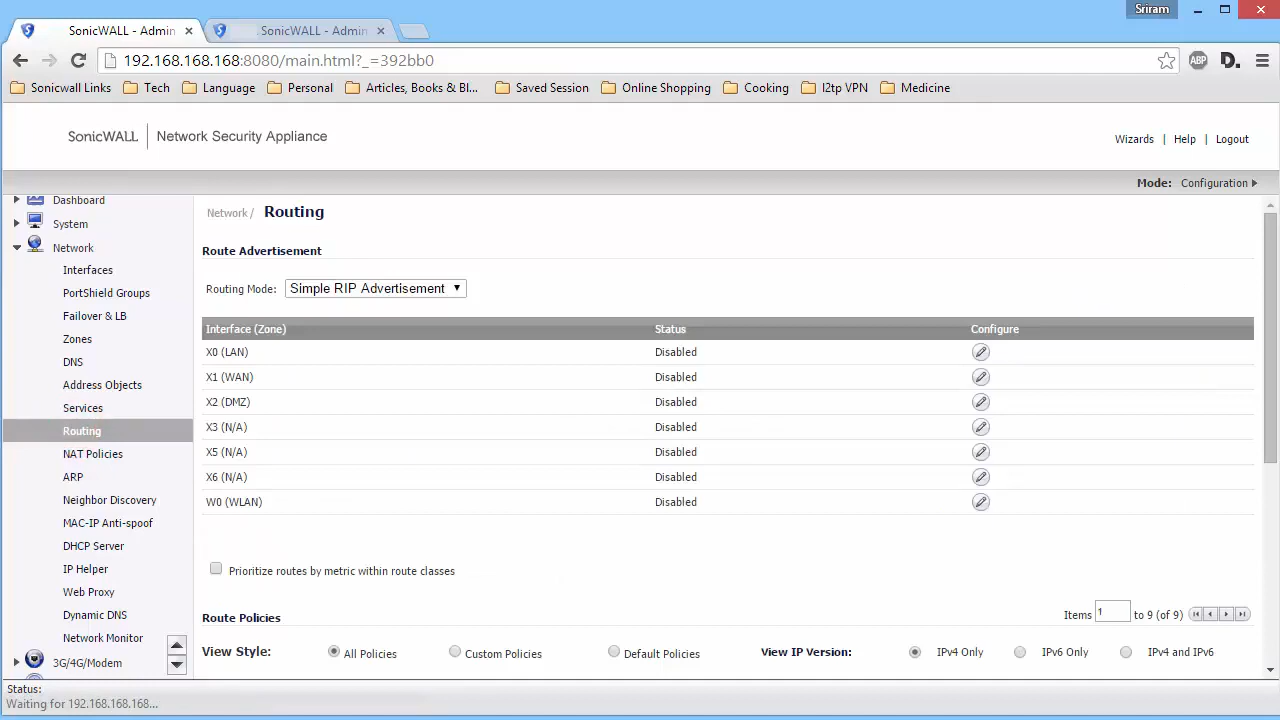 Sriram
SonicWALL - Admin
SonicWALL - Admin
192.168.168.168:8080/main.html?_=392bb0
ABP
D.
Sonicwall Links Tech Language Personal Articles, Books & Bl... Saved Session Online Shopping Cooking l2tp VPN Medicine
SonicWALL | Network Security Appliance
Wizards | Help | Logout
Mode: Configuration
Dashboard
System
Network
Interfaces
PortShield Groups
Failover & LB
Zones
DNS
Address Objects
Services
Routing
NAT Policies
ARP
Neighbor Discovery
MAC-IP Anti-spoof
DHCP Server
IP Helper
Web Proxy
Dynamic DNS
Network Monitor
3G/4G/Modem
Network / Routing
Route Advertisement
Routing Mode: Simple RIP Advertisement
Interface (Zone) Status Configure
X0 (LAN) Disabled
X1 (WAN) Disabled
X2 (DMZ) Disabled
X3 (N/A) Disabled
X5 (N/A) Disabled
X6 (N/A) Disabled
W0 (WLAN) Disabled
Prioritize routes by metric within route classes
Route Policies
Items 1 to 9 (of 9)
View Style: All Policies Custom Policies Default Policies View IP Version: IPv4 Only IPv6 Only IPv4 and IPv6
Status:
Waiting for 192.168.168.168...